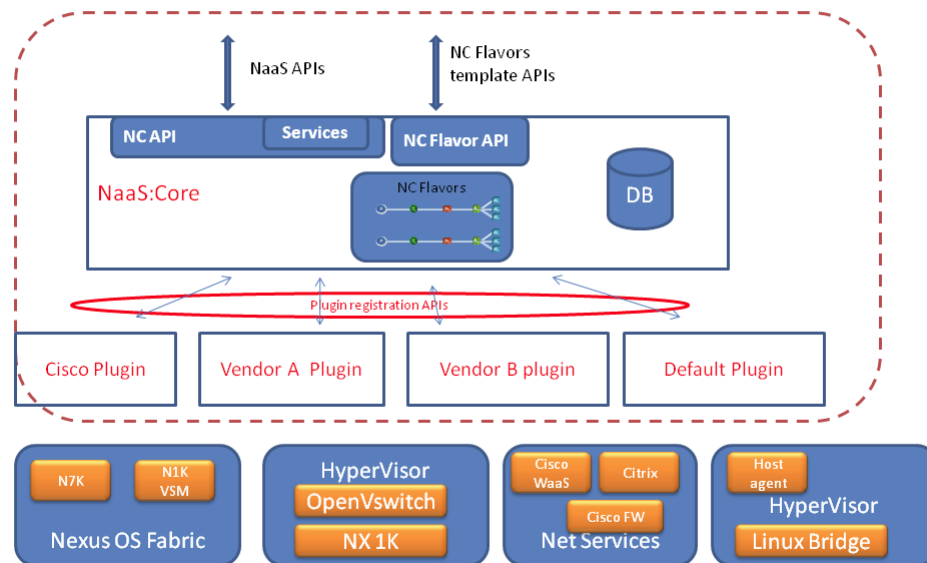 NaaS APIs
NC Flavors
template APIs
NC API
Services
NC Flavor API
NaaS:Core
NC Flavors
DB
Plugin registration APIs
Cisco Plugin
Vendor A Plugin
Vendor B plugin
Default Plugin
N7K
N1K
VSM
Nexus OS Fabric
HyperVisor
OpenVswitch
NX 1K
Cisco
WaaS
Citrix
Cisco FW
Net Services
Host
agent
HyperVisor
Linux Bridge